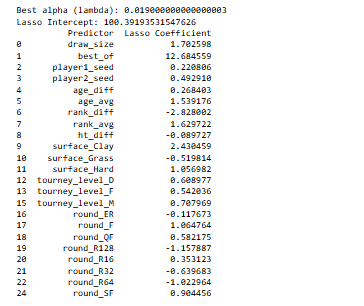 Best alpha (lambda): 0.019000000000000003
Lasso Intercept: 100.39193531547626
Predictor Lasso Coefficient
0 draw_size 1.702598
1 best_of 12.684559
2 player1_seed 0.220806
3 player2_seed 0.492910
4 age_diff 0.268403
5 age_avg 1.539176
6 rank_diff -2.828002
7 rank_avg 1.629722
8 ht_diff -0.089727
9 surface_Clay 2.430459
10 surface_Grass -0.519814
11 surface_Hard 1.056982
12 tourney_level_D 0.608977
13 tourney_level_F 0.542036
15 tourney_level_M 0.707969
16 round_ER -0.117673
17 round_F 1.064764
18 round_QF 0.582175
19 round_R128 -1.157887
20 round_R16 0.353123
21 round_R32 -0.639683
22 round_R64 -1.022964
24 round_SF 0.904456